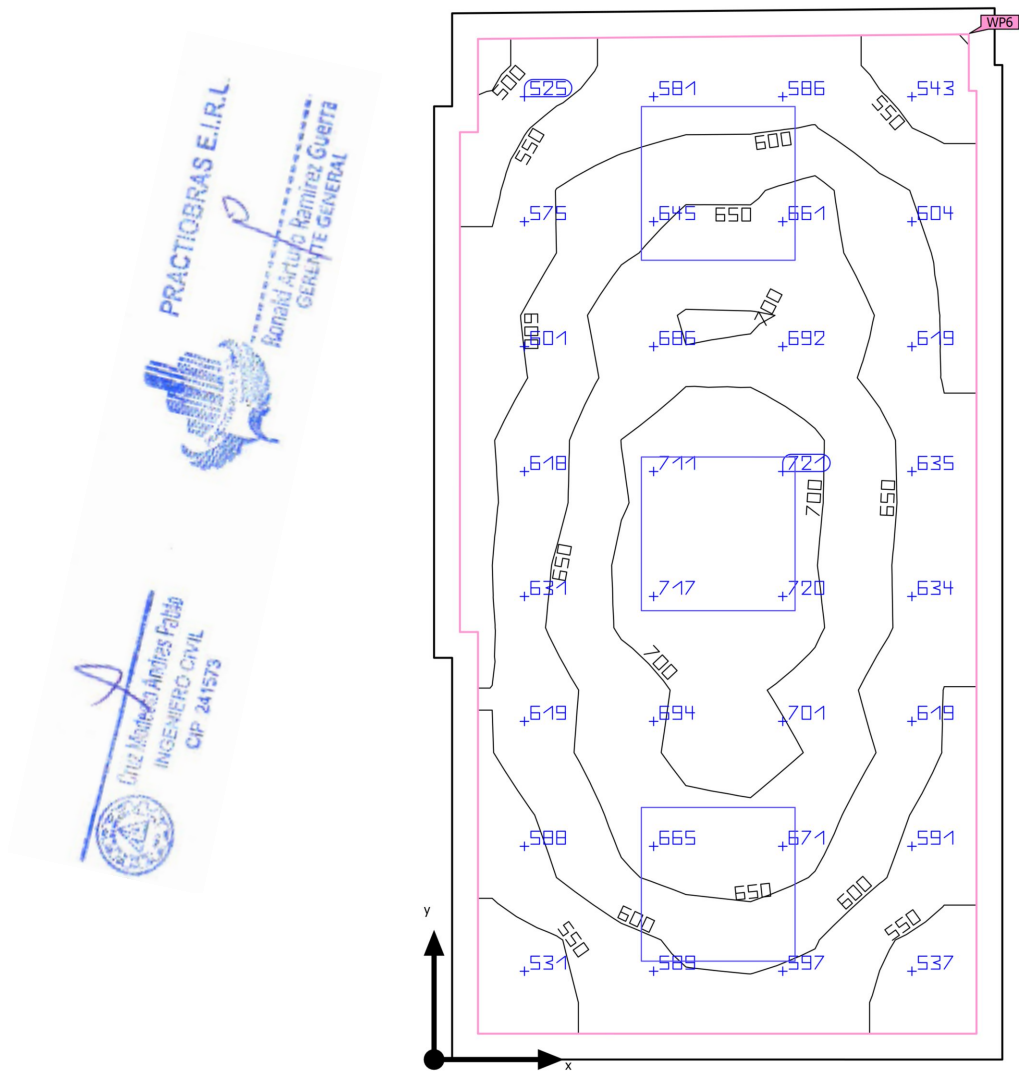 WP6
500
525 581 586 543
550 550
600
575 645 650 661 604
700
600
601 686 692 619
618 711 721 635
700 650
650
631 717 720 634
700
619 694 701 619
598 665 671 591
650 600
600 550
550
531 589 597 537
y
x
PRACTIOBRAS E.I.R.L.
Ronald Arturo Ramirez Guerra
GERENTE GENERAL
Cruz Andres Pablo
INGENIERO CIVIL
CIP 241573